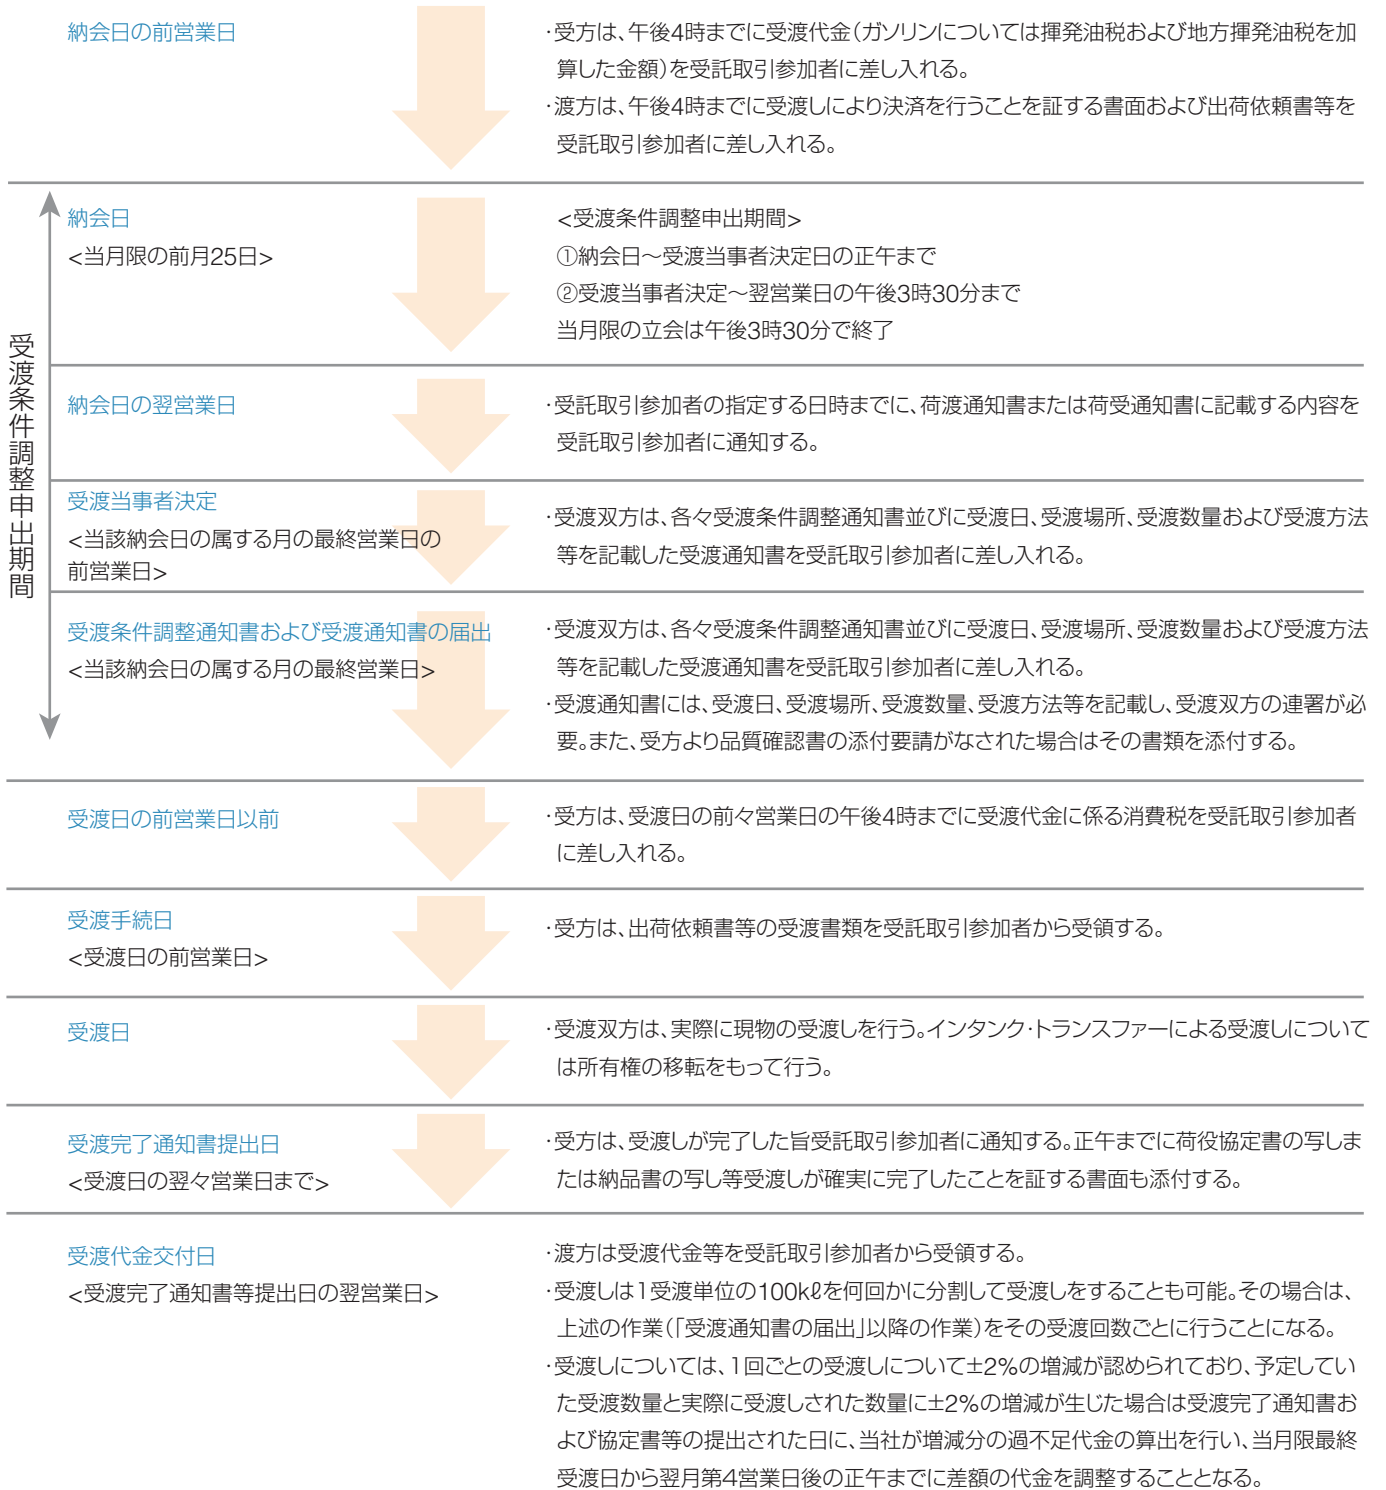 納会日の前営業日
・受方は、午後4時までに受渡代金（ガソリンについては揮発油税および地方揮発油税を加
算した金額）を受託取引参加者に差し入れる。
・渡方は、午後4時までに受渡しにより決済を行うことを証する書面および出荷依頼書等を
受託取引参加者に差し入れる。
受渡条件調整申出期間
納会日
<当月限の前月25日>
<受渡条件調整申出期間>
①納会日～受渡当事者決定日の正午まで
②受渡当事者決定～翌営業日の午後3時30分まで
当月限の立会は午後3時30分で終了
納会日の翌営業日
・受託取引参加者の指定する日時までに、荷渡通知書または荷受通知書に記載する内容を
受託取引参加者に通知する。
受渡当事者決定
<当該納会日の属する月の最終営業日の
前営業日>
・受渡双方は、各々受渡条件調整通知書並びに受渡日、受渡場所、受渡数量および受渡方法
等を記載した受渡通知書を受託取引参加者に差し入れる。
受渡条件調整通知書および受渡通知書の届出
<当該納会日の属する月の最終営業日>
・受渡双方は、各々受渡条件調整通知書並びに受渡日、受渡場所、受渡数量および受渡方法
等を記載した受渡通知書を受託取引参加者に差し入れる。
・受渡通知書には、受渡日、受渡場所、受渡数量、受渡方法等を記載し、受渡双方の連署が必
要。また、受方より品質確認書の添付要請がなされた場合はその書類を添付する。
受渡日の前営業日以前
・受方は、受渡日の前々営業日の午後4時までに受渡代金に係る消費税を受託取引参加者
に差し入れる。
受渡手続日
<受渡日の前営業日>
・受方は、出荷依頼書等の受渡書類を受託取引参加者から受領する。
受渡日
・受渡双方は、実際に現物の受渡しを行う。インタンク・トランスファーによる受渡しについて
は所有権の移転をもって行う。
受渡完了通知書提出日
<受渡日の翌々営業日まで>
・受方は、受渡しが完了した旨受託取引参加者に通知する。正午までに荷役協定書の写しま
たは納品書の写し等受渡しが確実に完了したことを証する書面も添付する。
受渡代金交付日
<受渡完了通知書等提出日の翌営業日>
・渡方は受渡代金等を受託取引参加者から受領する。
・受渡しは1受渡単位の100kℓを何回かに分割して受渡しをすることも可能。その場合は、
上述の作業（「受渡通知書の届出」以降の作業）をその受渡回数ごとに行うことになる。
・受渡しについては、1回ごとの受渡しについて±2％の増減が認められており、予定してい
た受渡数量と実際に受渡しされた数量に±2％の増減が生じた場合は受渡完了通知書お
よび協定書等の提出された日に、当社が増減分の過不足代金の算出を行い、当月限最終
受渡日から翌月第4営業日後の正午までに差額の代金を調整することとなる。